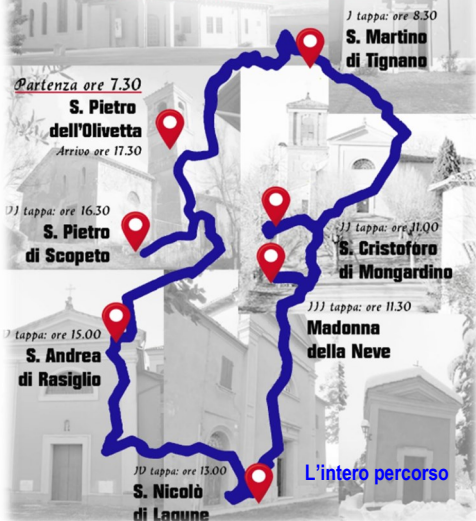 I tappa: ore 8.30
S. Martino
di Tignano
Partenza ore 7.30
S. Pietro
dell'Olivetta
Arrivo ore 17.30
VI tappa: ore 16.30
S. Pietro
di Scopeto
II tappa: ore 11.00
S. Cristoforo
di Mongardino
III tappa: ore 11.30
Madonna
della Neve
V tappa: ore 15.00
S. Andrea
di Rasiglio
IV tappa: ore 13.00
S. Nicolò
di Lagune
L'intero percorso